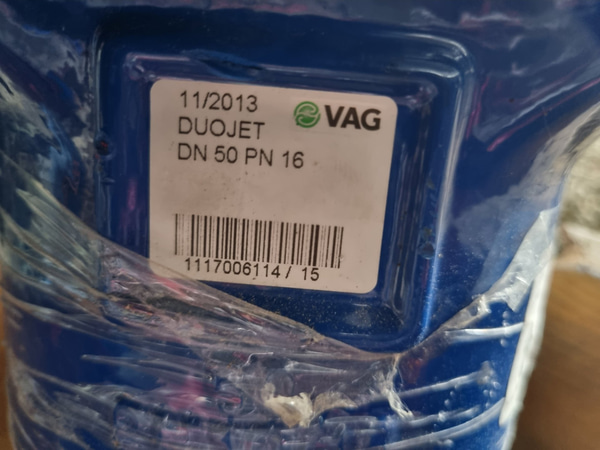 11/2013
VAG
DUOJET
DN 50 PN 16
1117006114 / 15